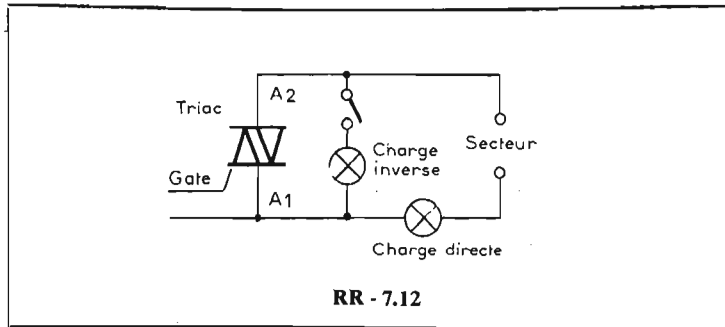 A2
Triac
Charge
inverse
Secteur
Gate
A1
Charge directe
RR - 7.12